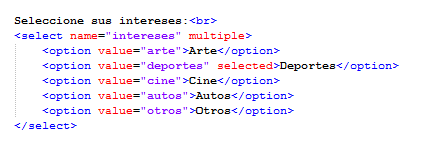 Seleccione sus intereses:<br>
<select name="intereses" multiple>
<option value="arte">Arte</option>
<option value="deportes" selected>Deportes</option>
<option value="cine">Cine</option>
<option value="autos">Autos</option>
<option value="otros">Otros</option>
</select>